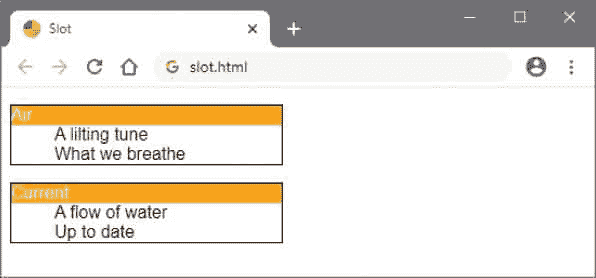 Slot
slot.html
Air
A lilting tune
What we breathe
Current
A flow of water
Up to date